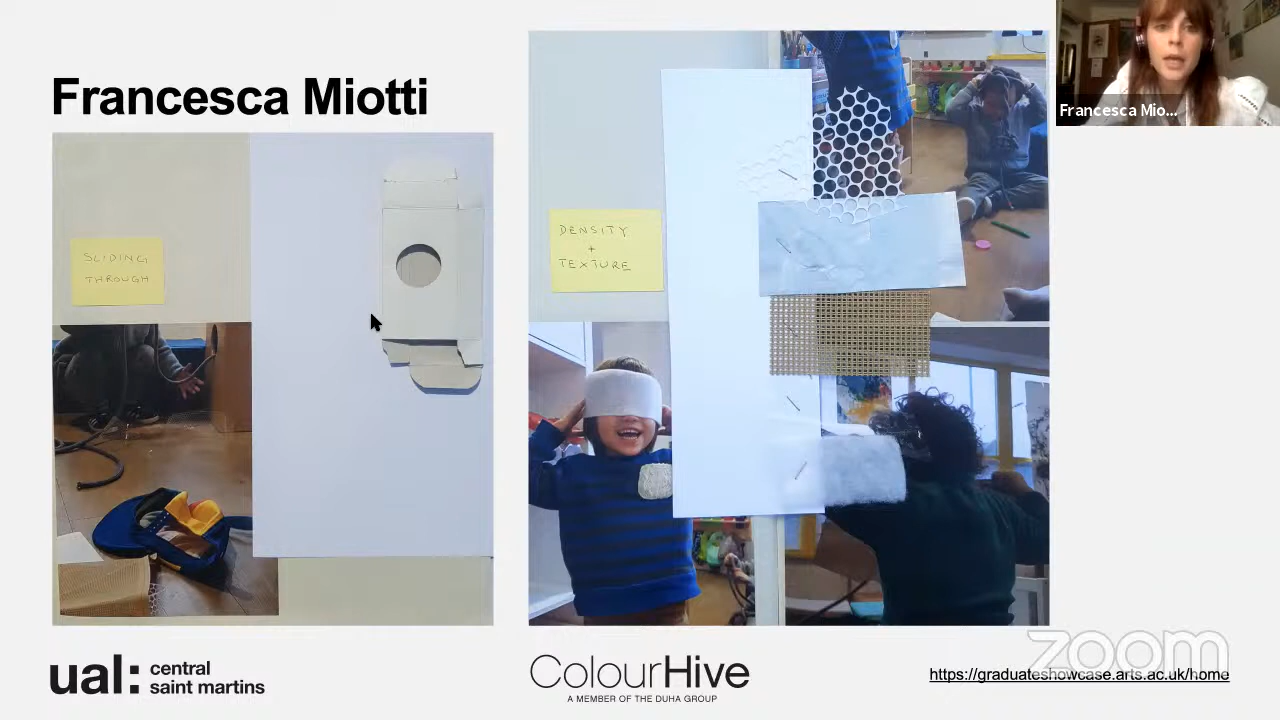 Francesca Miotti
Francesca Mio...
SLIDING
THROUGH
DENSITY
+
TEXTURE
ual:
central
saint martins
ColourHive
A MEMBER OF THE DUHA GROUP
zoom
https://graduateshowcase.arts.ac.uk/home